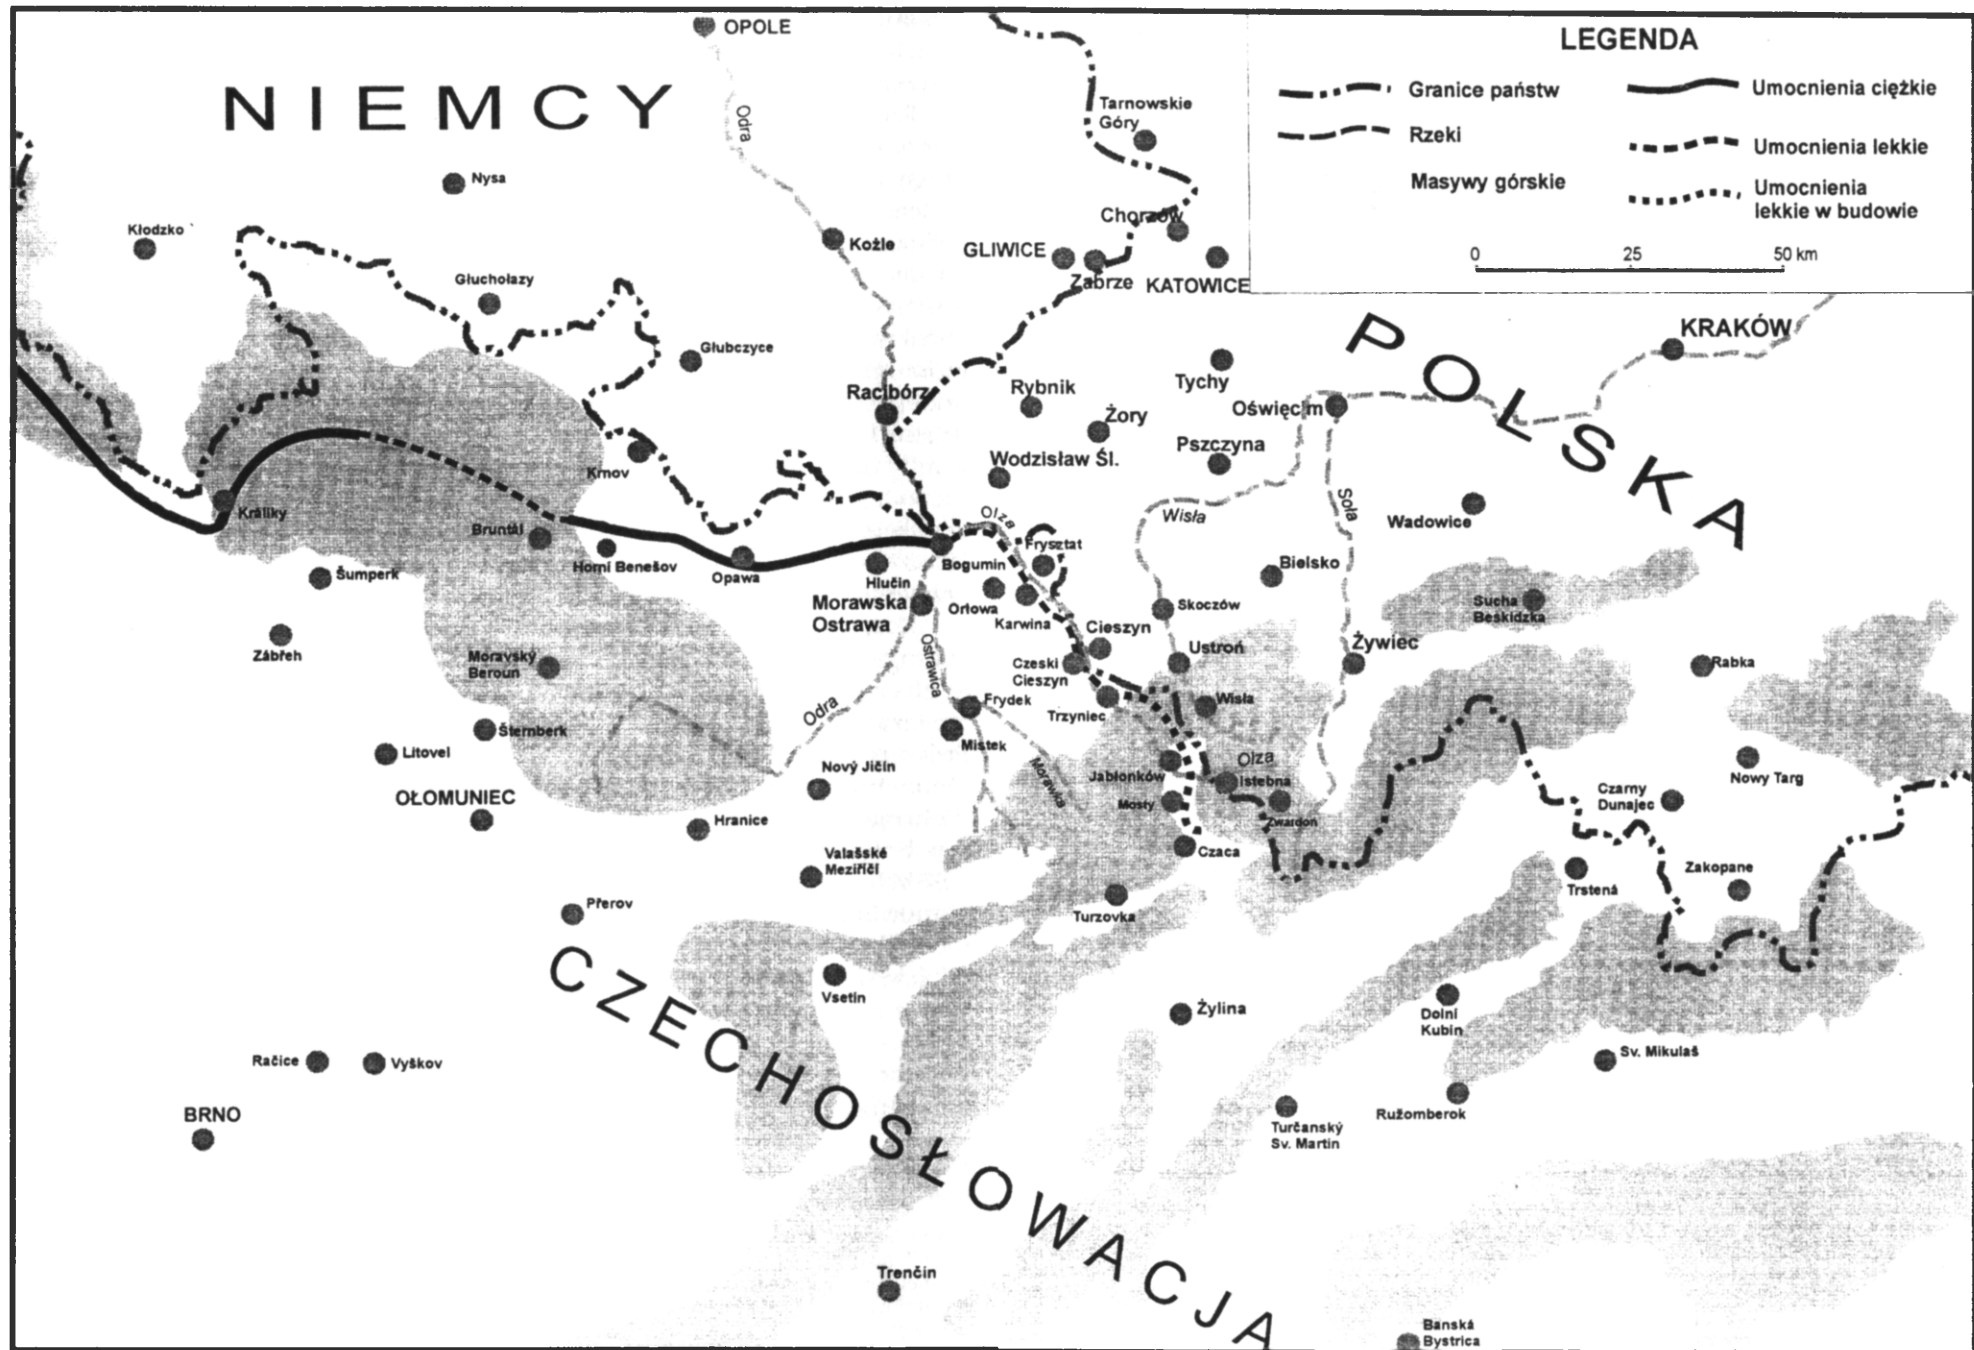 OPOLE
NIEMCY
Odra
Tarnowskie
Góry
LEGENDA
Granice państw
Rzeki
Masywy górskie
Umocnienia ciężkie
Umocnienia lekkie
Umocnienia
lekkie w budowie
0 25 50 km
Nysa
Kłodzko
Koźle
GLIWICE
Chorzów
Zabrze
KATOWICE
Głuchołazy
Głubczyce
POLSKA
KRAKÓW
Racibórz
Rybnik
Tychy
Żory
Oświęcim
Pszczyna
Wodzisław Śl.
Krnov
Králíky
Wisła
Soła
Wadowice
Olza
Bruntál
Horní Benešov
Opawa
Hlučin
Bogumin
Frysztat
Bielsko
Šumperk
Morawska
Ostrawa
Orłowa
Karwina
Skoczów
Sucha
Beskidzka
Zábřeh
Moravský
Beroun
Ostrawica
Cieszyn
Czeski
Cieszyn
Ustroń
Żywiec
Rabka
Odra
Frydek
Trzyniec
Wisła
Šternberk
Mistek
Litovel
Nový Jičín
Morawka
Olza
Jabłonków
Istebna
Mosty
Zwardoń
Czarny
Dunajec
Nowy Targ
OŁOMUNIEC
Hranice
Valašské
Meziříčí
Czaca
Trstená
Zakopane
Přerov
Turzovka
CZECHOSŁOWACJA
Vsetín
Żylina
Dolní
Kubin
Sv. Mikulaš
Račice
Vyškov
BRNO
Turčanský
Sv. Martin
Ružomberok
Trenčín
Banská
Bystrica